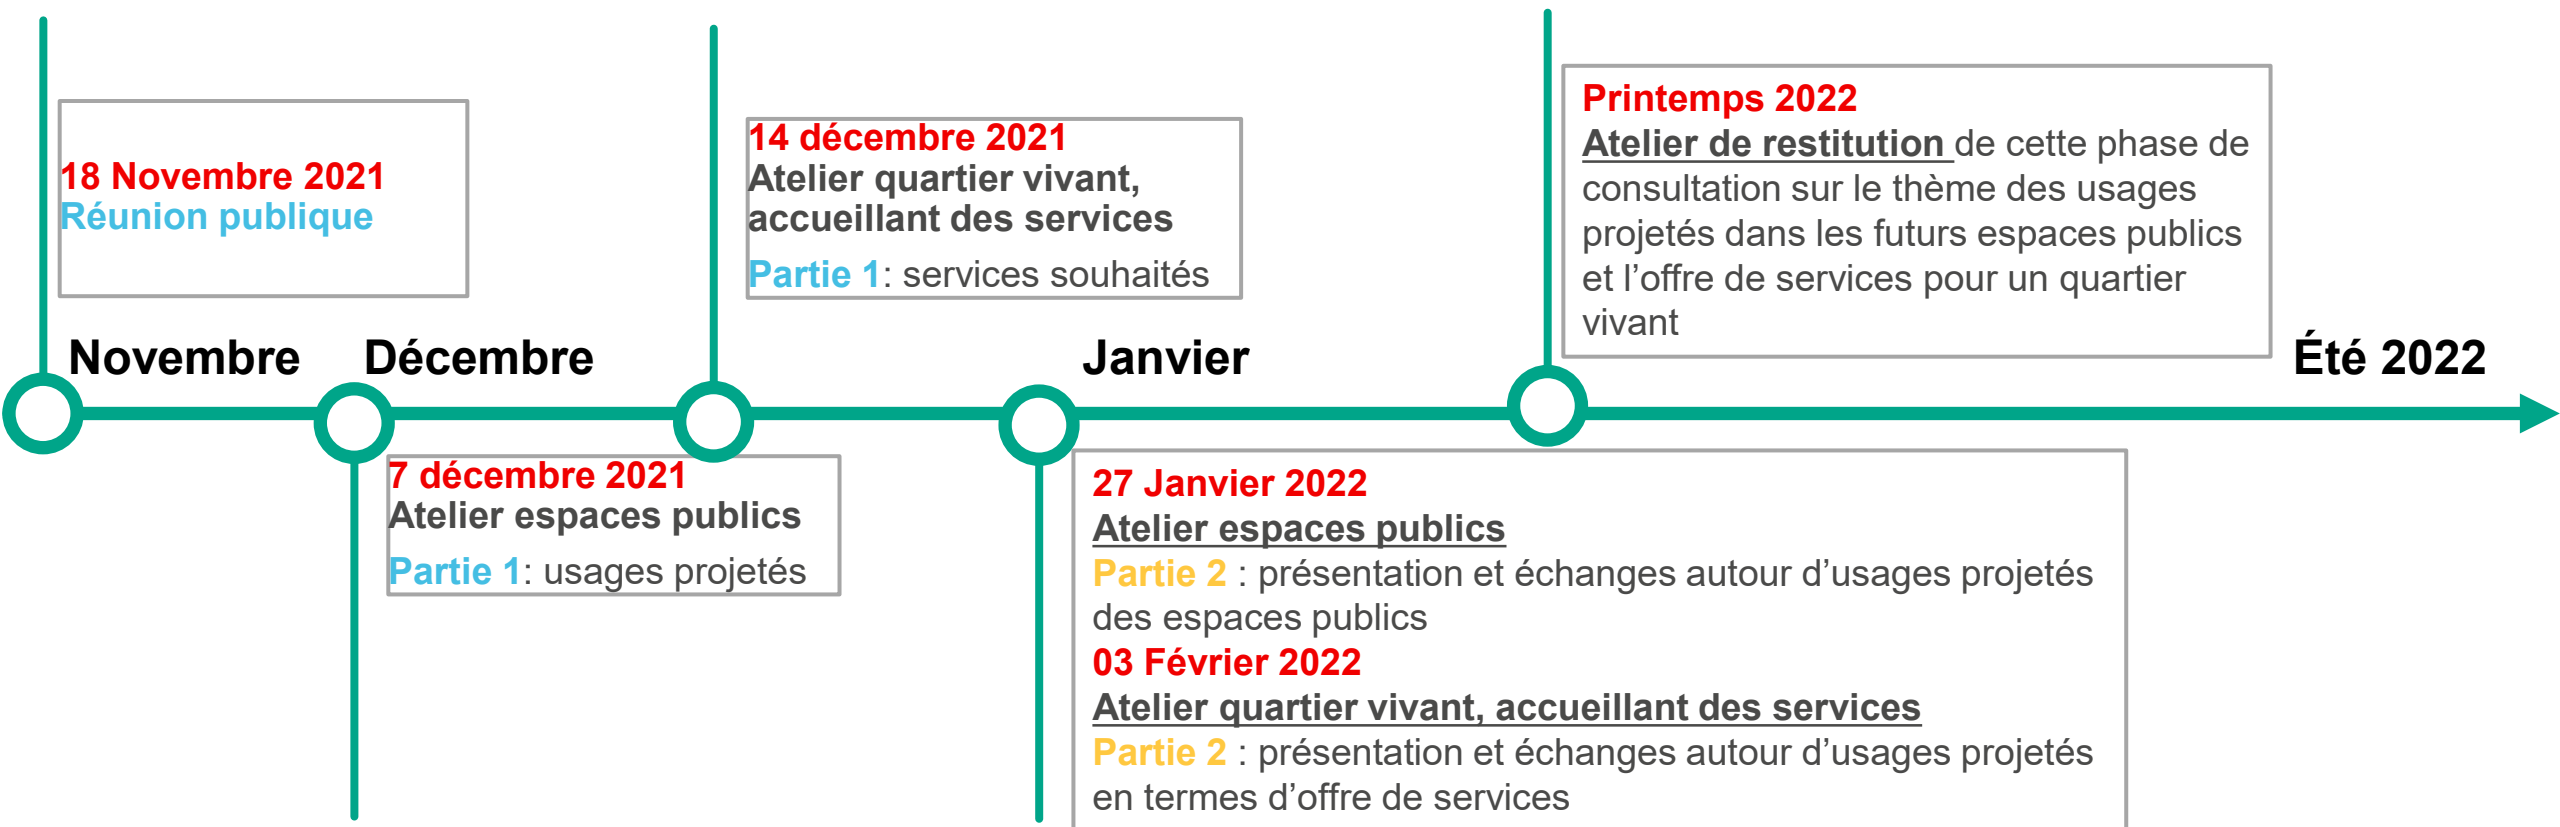 18 Novembre 2021
Réunion publique
14 décembre 2021
Atelier quartier vivant,
accueillant des services
Partie 1: services souhaités
Printemps 2022
Atelier de restitution de cette phase de
consultation sur le thème des usages
projetés dans les futurs espaces publics
et l’offre de services pour un quartier
vivant
Novembre
Décembre
Janvier
Été 2022
7 décembre 2021
Atelier espaces publics
Partie 1: usages projetés
27 Janvier 2022
Atelier espaces publics
Partie 2 : présentation et échanges autour d’usages projetés
des espaces publics
03 Février 2022
Atelier quartier vivant, accueillant des services
Partie 2 : présentation et échanges autour d’usages projetés
en termes d’offre de services